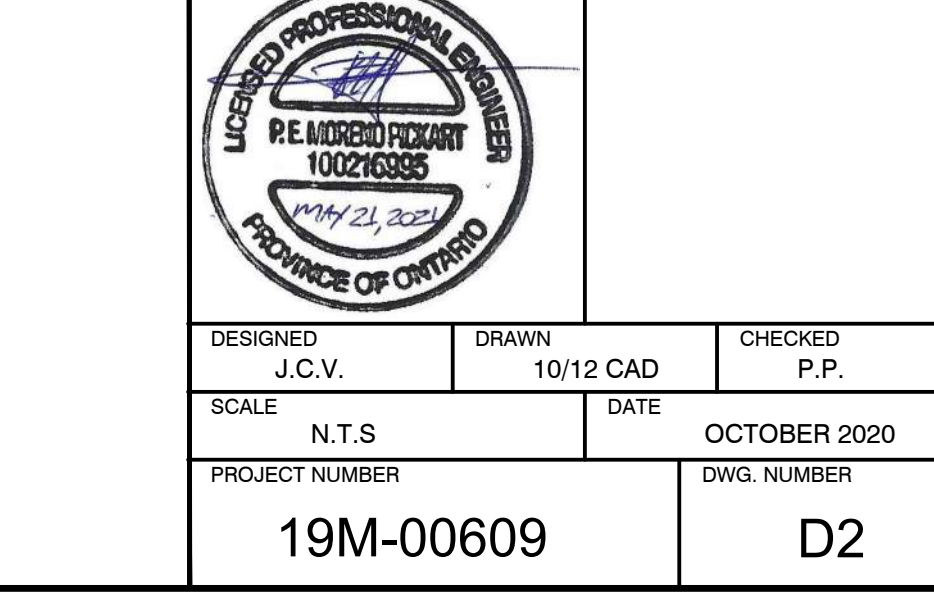 LICENSED PROFESSIONAL ENGINEER
P.E. MORENO PICKART
100216995
MAY 21, 2021
PROVINCE OF ONTARIO
DESIGNED
J.C.V.
DRAWN
10/12 CAD
CHECKED
P.P.
SCALE
N.T.S
DATE
OCTOBER 2020
PROJECT NUMBER
19M-00609
DWG. NUMBER
D2